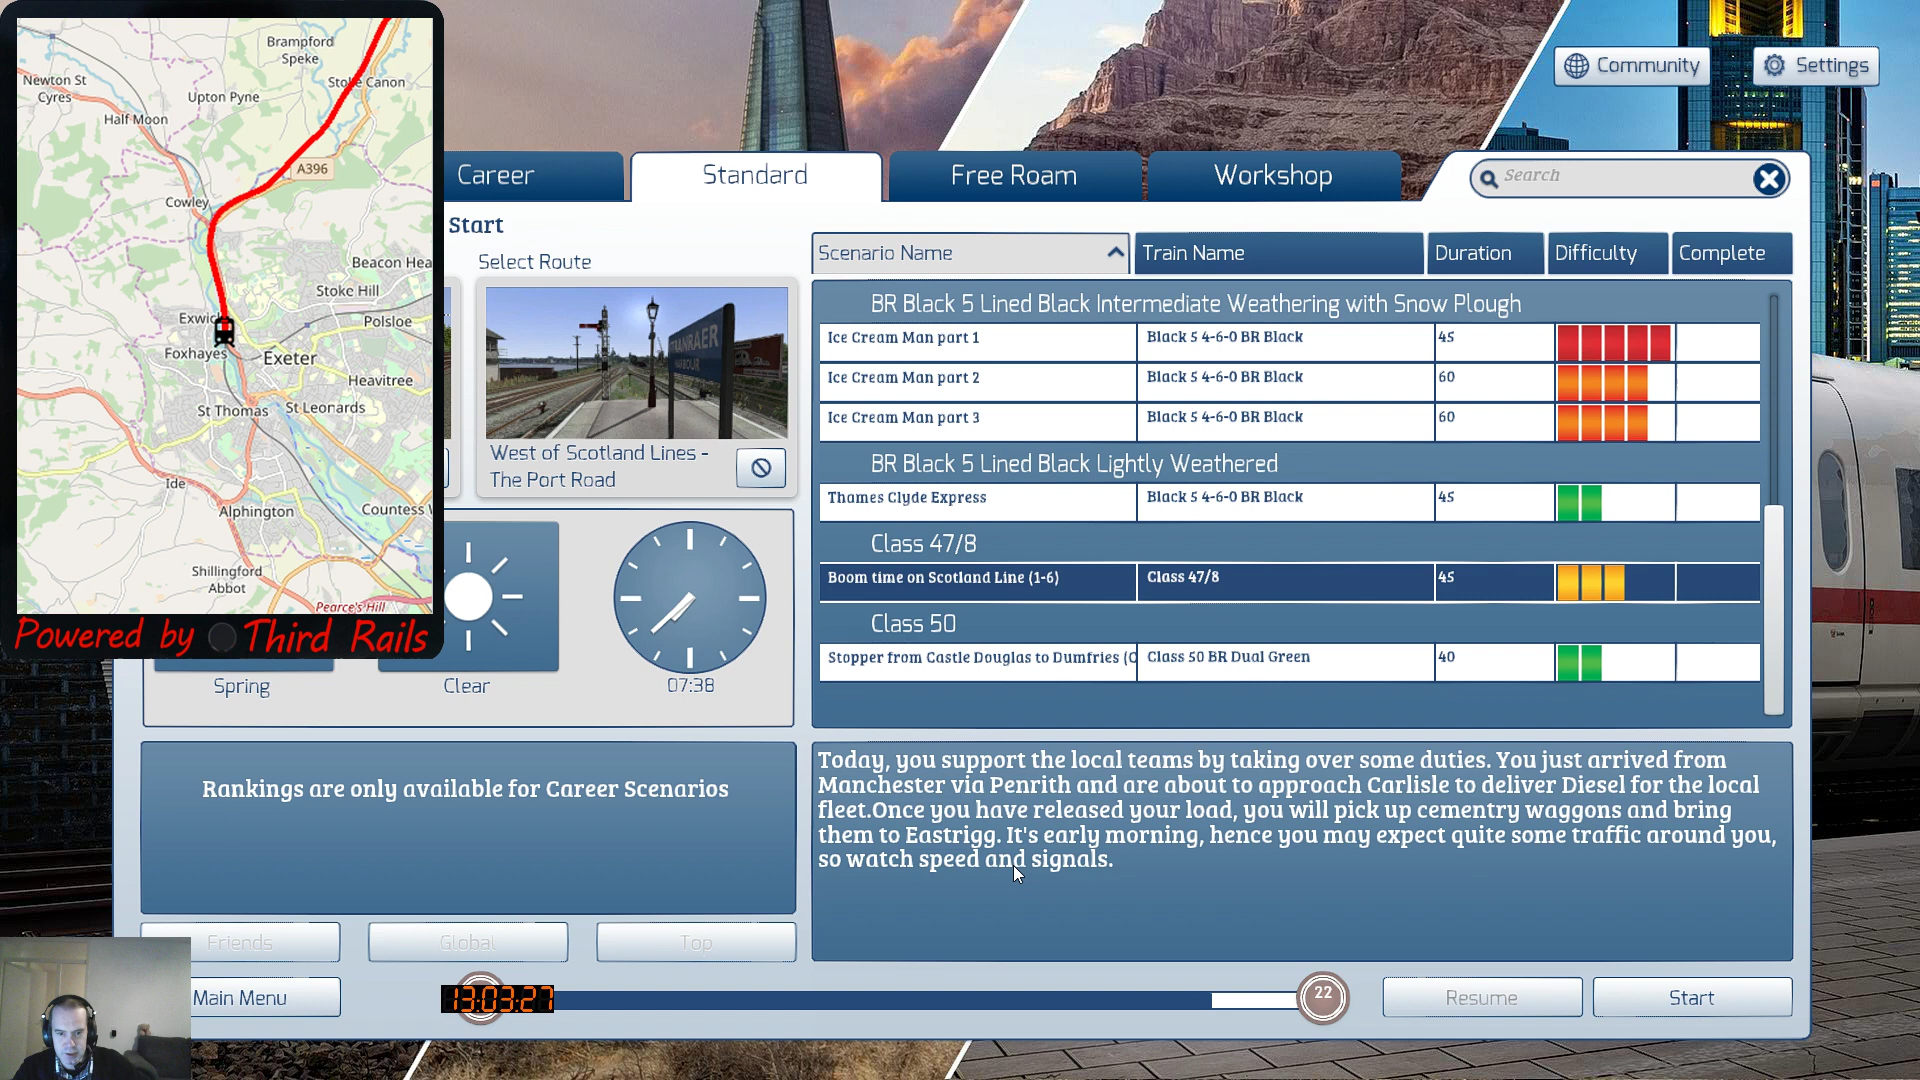 Brampford
Speke
Newton St
Cyres
Stoke Canon
Upton Pyne
Half Moon
A396
Cowley
Beacon Hea
Stoke Hill
Exwick
Polsloe
Foxhayes
Exeter
Heavitree
St Thomas
St Leonards
Ide
Alphington
Countess W
Shillingford
Abbot
Pearce's Hill
Powered by Third Rails
Community
Settings
Career
Standard
Free Roam
Workshop
Search
Start
Select Route
STRANRAER
HARBOUR
West of Scotland Lines -
The Port Road
Spring
Clear
07:38
Scenario Name
Train Name
Duration
Difficulty
Complete
BR Black 5 Lined Black Intermediate Weathering with Snow Plough
Ice Cream Man part 1
Black 5 4-6-0 BR Black
45
Ice Cream Man part 2
Black 5 4-6-0 BR Black
60
Ice Cream Man part 3
Black 5 4-6-0 BR Black
60
BR Black 5 Lined Black Lightly Weathered
Thames Clyde Express
Black 5 4-6-0 BR Black
45
Class 47/8
Boom time on Scotland Line (1-6)
Class 47/8
45
Class 50
Stopper from Castle Douglas to Dumfries (C
Class 50 BR Dual Green
40
Rankings are only available for Career Scenarios
Today, you support the local teams by taking over some duties. You just arrived from
Manchester via Penrith and are about to approach Carlisle to deliver Diesel for the local
fleet.Once you have released your load, you will pick up cementry waggons and bring
them to Eastrigg. It's early morning, hence you may expect quite some traffic around you,
so watch speed and signals.
Friends
Global
Top
Main Menu
13:03:27
22
Resume
Start